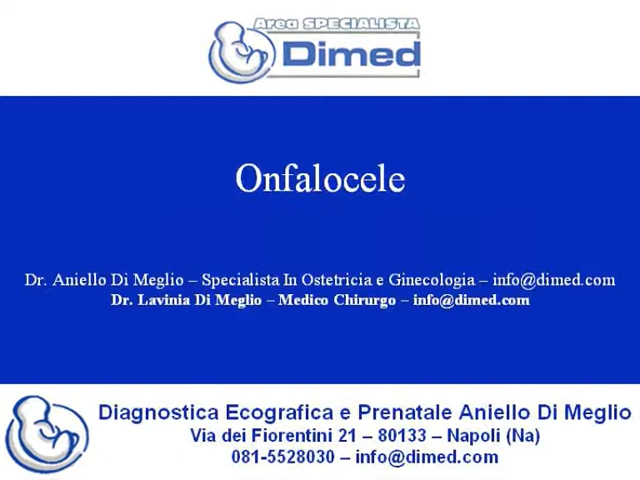 Area SPECIALISTA
Dimed
Onfalocele
Dr. Aniello Di Meglio – Specialista In Ostetricia e Ginecologia – info@dimed.com
Dr. Lavinia Di Meglio – Medico Chirurgo – info@dimed.com
Diagnostica Ecografica e Prenatale Aniello Di Meglio
Via dei Fiorentini 21 – 80133 – Napoli (Na)
081-5528030 – info@dimed.com